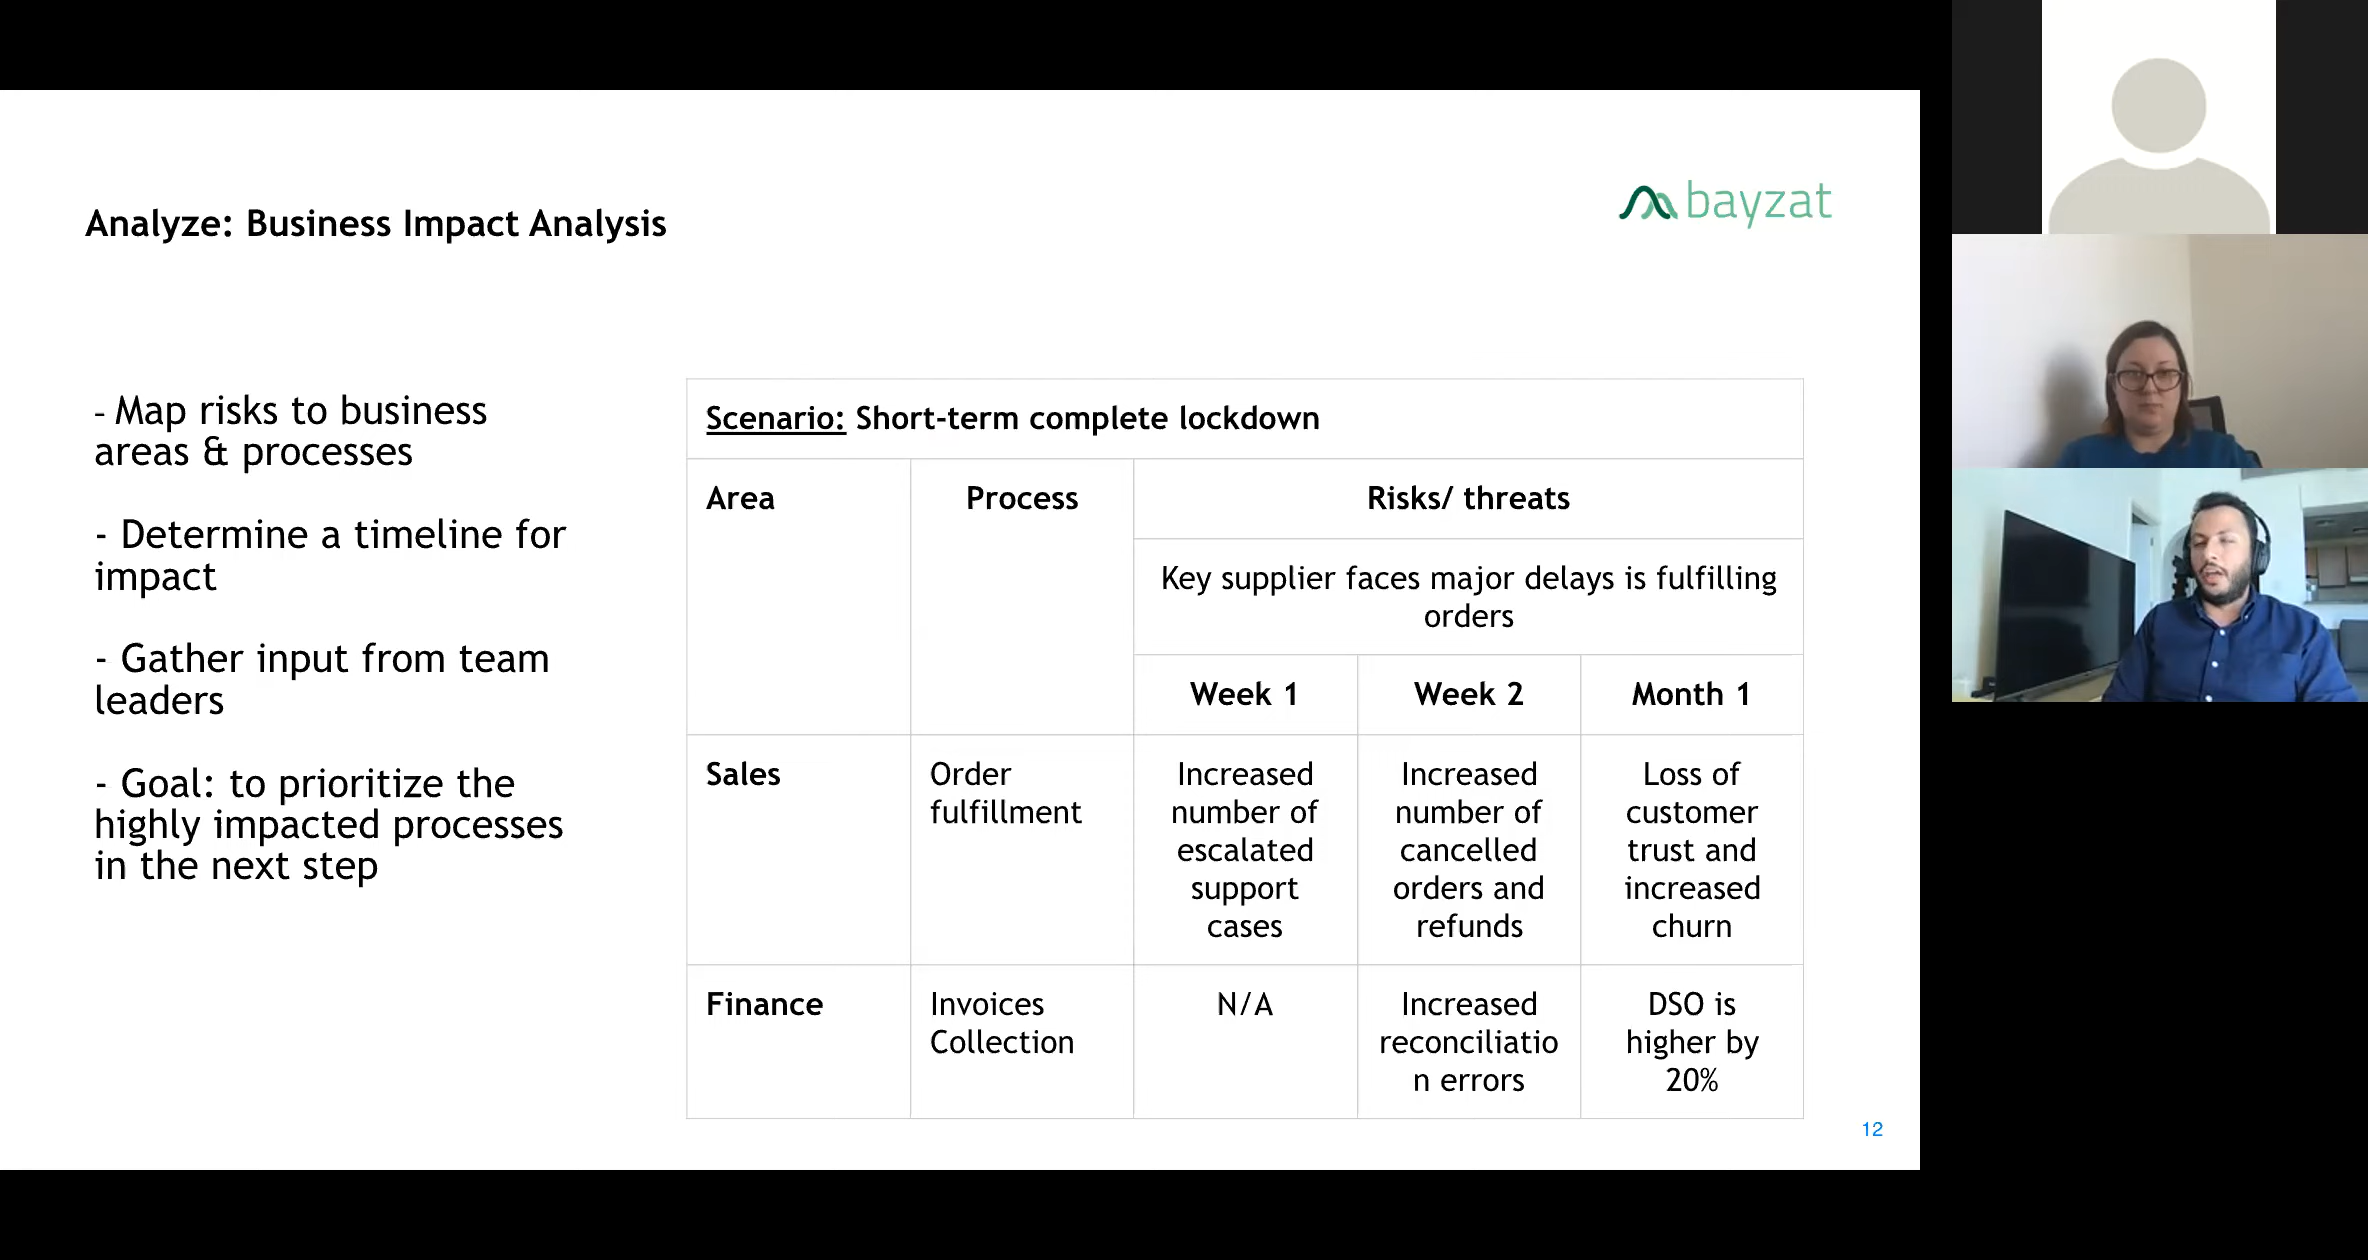 bayzat
Analyze: Business Impact Analysis
- Map risks to business
areas & processes
- Determine a timeline for
impact
- Gather input from team
leaders
- Goal: to prioritize the
highly impacted processes
in the next step
Scenario: Short-term complete lockdown
Area
Process
Risks/ threats
Key supplier faces major delays is fulfilling
orders
Week 1
Week 2
Month 1
Sales
Order
fulfillment
Increased
number of
escalated
support
cases
Increased
number of
cancelled
orders and
refunds
Loss of
customer
trust and
increased
churn
Finance
Invoices
Collection
N/A
Increased
reconciliatio
n errors
DSO is
higher by
20%
12